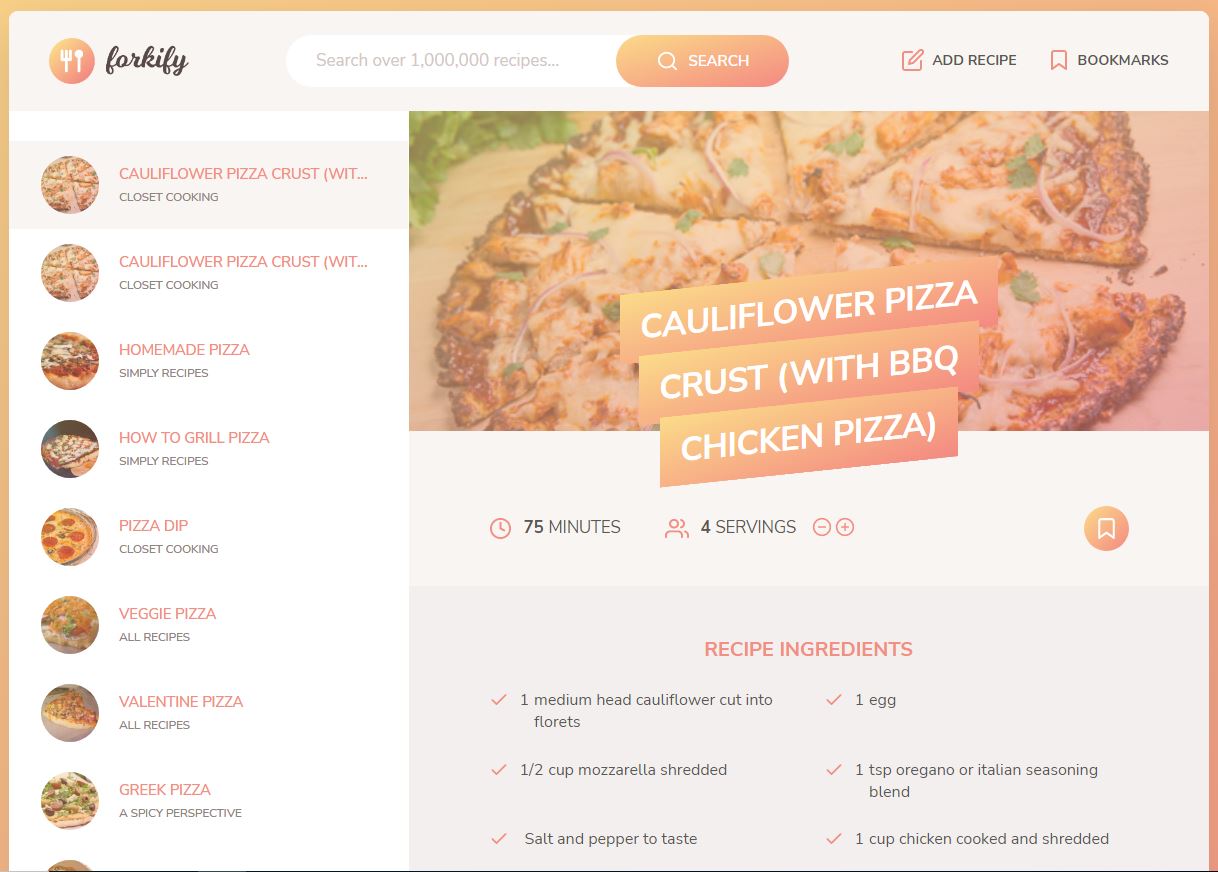 forkify
Search over 1,000,000 recipes...
SEARCH
ADD RECIPE
BOOKMARKS
CAULIFLOWER PIZZA CRUST (WIT...
CLOSET COOKING
CAULIFLOWER PIZZA CRUST (WIT...
CLOSET COOKING
HOMEMADE PIZZA
SIMPLY RECIPES
HOW TO GRILL PIZZA
SIMPLY RECIPES
PIZZA DIP
CLOSET COOKING
VEGGIE PIZZA
ALL RECIPES
VALENTINE PIZZA
ALL RECIPES
GREEK PIZZA
A SPICY PERSPECTIVE
CAULIFLOWER PIZZA
CRUST (WITH BBQ
CHICKEN PIZZA)
75 MINUTES
4 SERVINGS
RECIPE INGREDIENTS
1 medium head cauliflower cut into
florets
1 egg
1/2 cup mozzarella shredded
1 tsp oregano or italian seasoning
blend
Salt and pepper to taste
1 cup chicken cooked and shredded